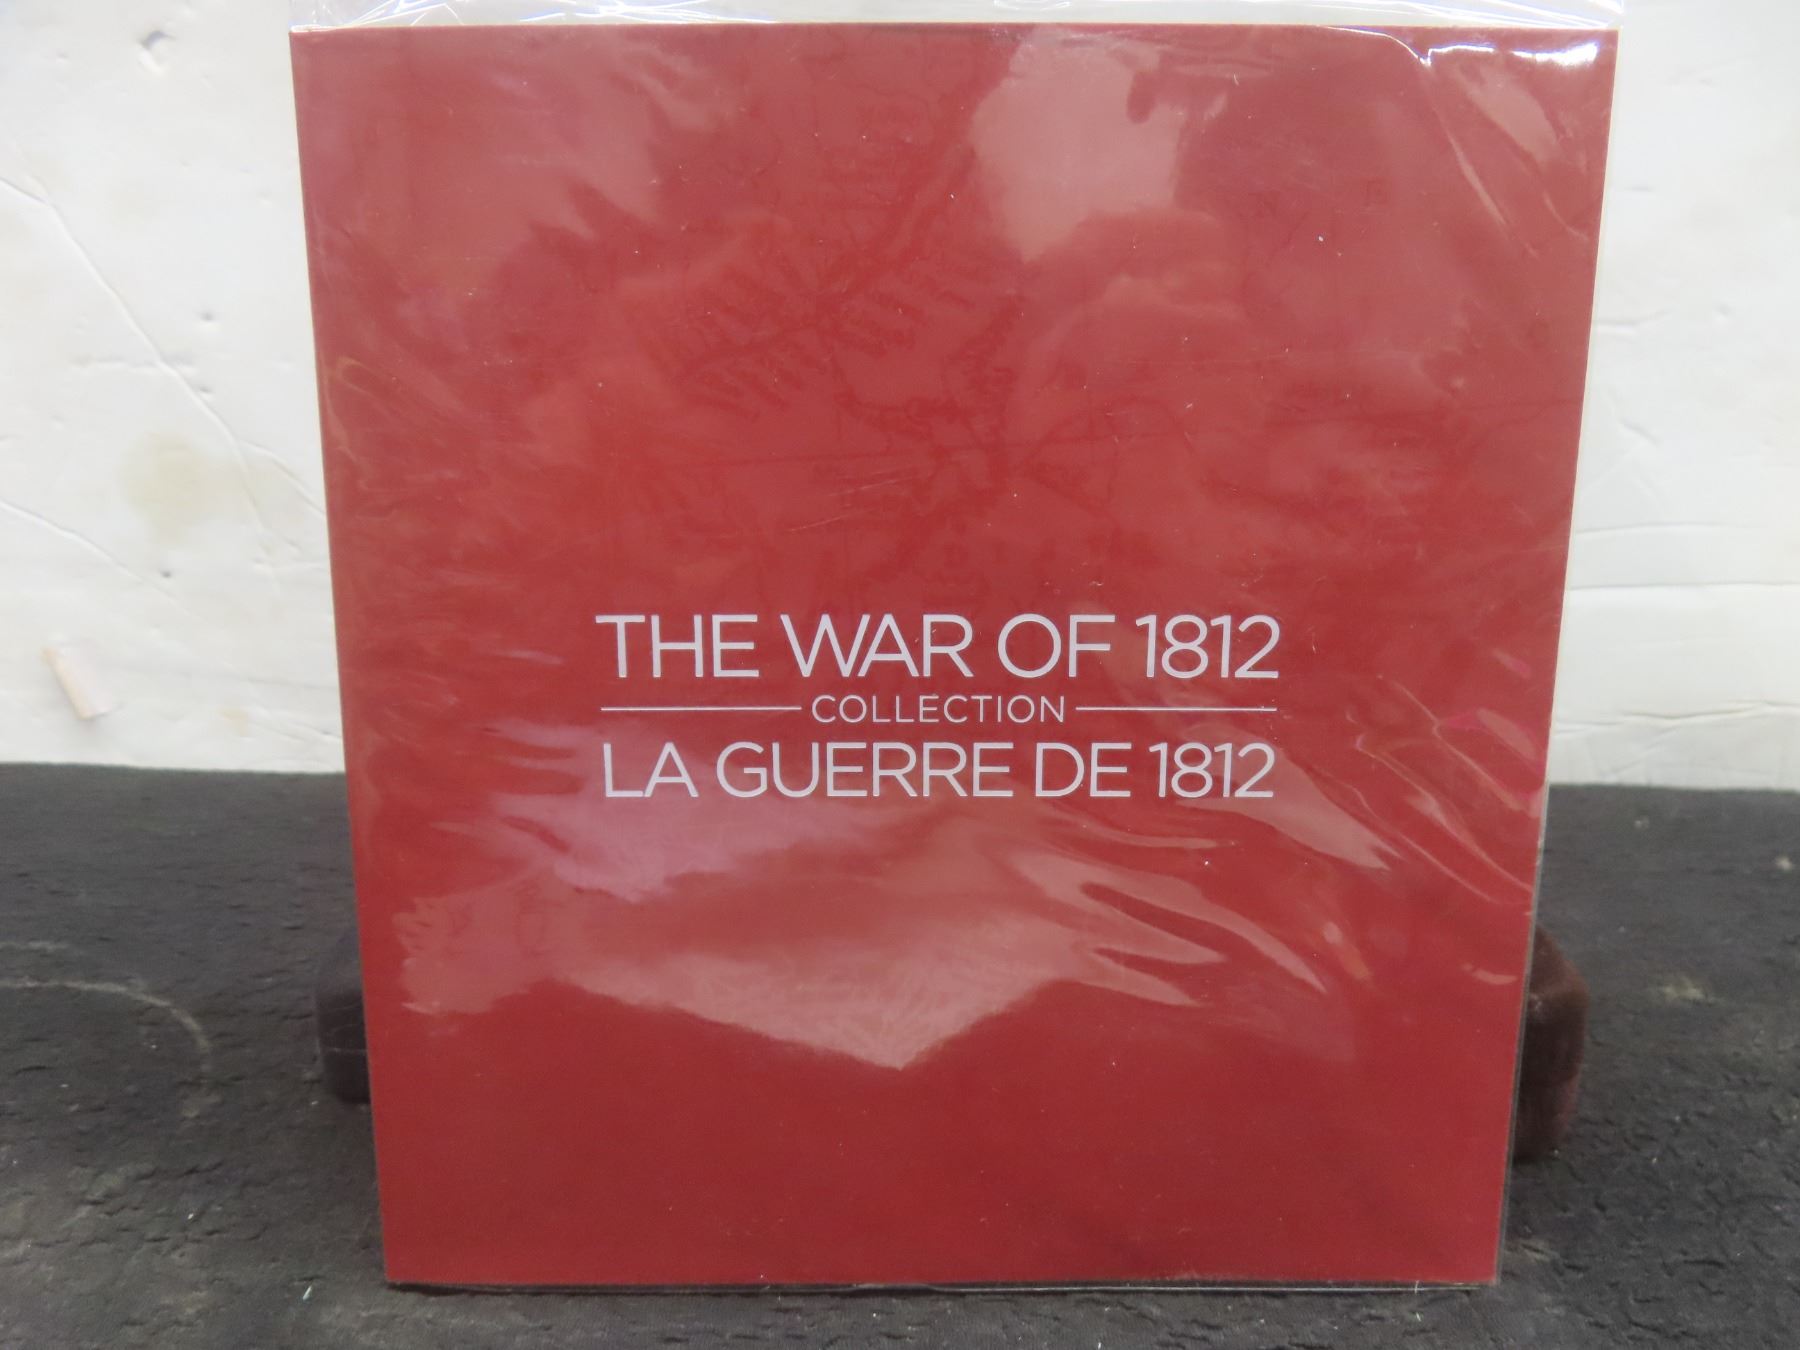 THE WAR OF 1812
COLLECTION
LA GUERRE DE 1812